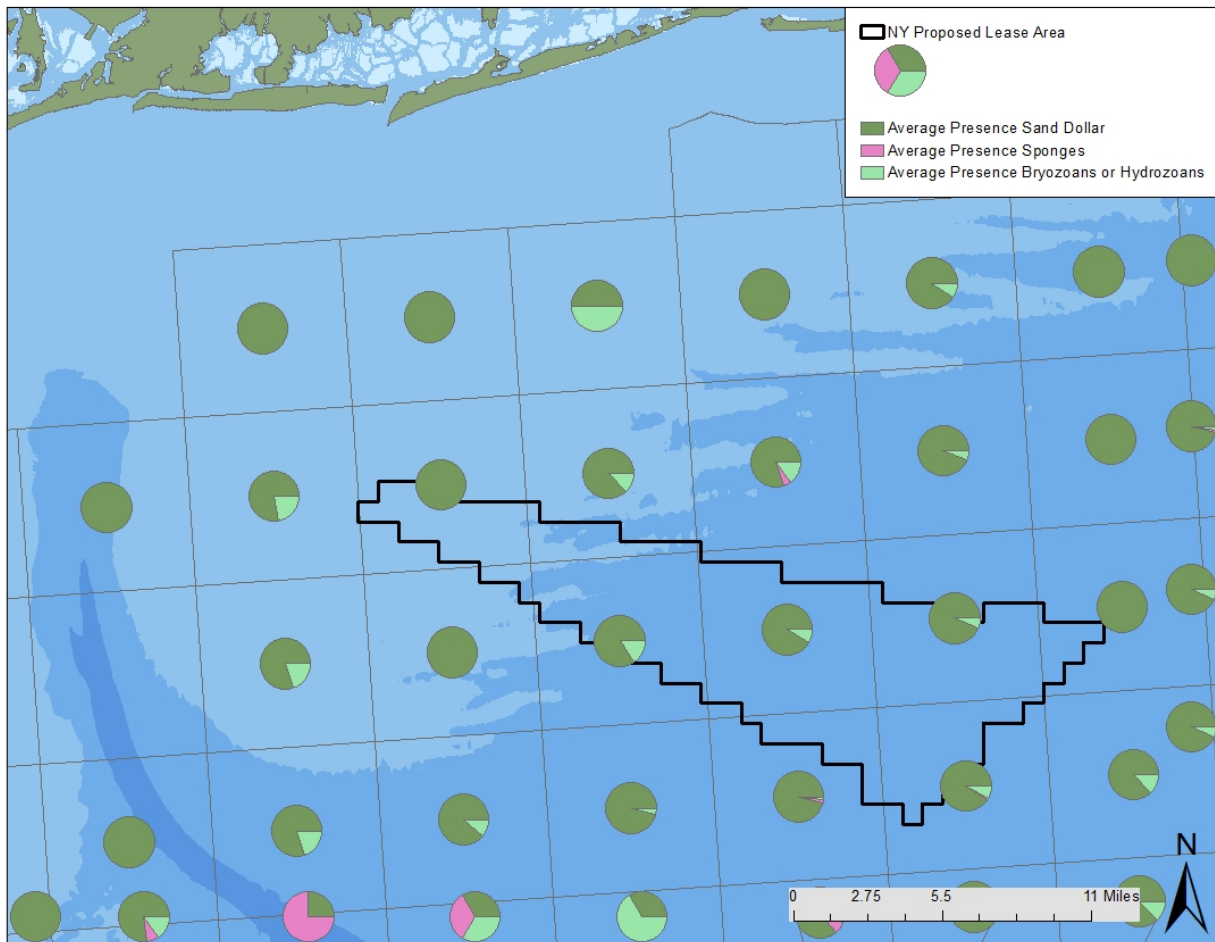 NY Proposed Lease Area
Average Presence Sand Dollar
Average Presence Sponges
Average Presence Bryozoans or Hydrozoans
N
0 2.75 5.5 11 Miles